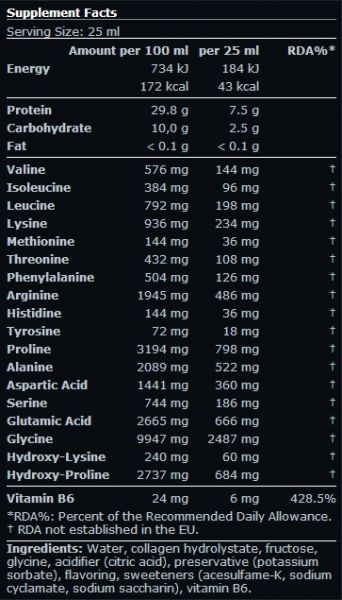 Supplement Facts
Serving Size: 25 ml
Amount per 100 ml per 25 ml RDA%*
Energy 734 kJ 184 kJ
172 kcal 43 kcal
Protein 29.8 g 7.5 g
Carbohydrate 10,0 g 2.5 g
Fat < 0.1 g < 0.1 g
Valine 576 mg 144 mg †
Isoleucine 384 mg 96 mg †
Leucine 792 mg 198 mg †
Lysine 936 mg 234 mg †
Methionine 144 mg 36 mg †
Threonine 432 mg 108 mg †
Phenylalanine 504 mg 126 mg †
Arginine 1945 mg 486 mg †
Histidine 144 mg 36 mg †
Tyrosine 72 mg 18 mg †
Proline 3194 mg 798 mg †
Alanine 2089 mg 522 mg †
Aspartic Acid 1441 mg 360 mg †
Serine 744 mg 186 mg †
Glutamic Acid 2665 mg 666 mg †
Glycine 9947 mg 2487 mg †
Hydroxy-Lysine 240 mg 60 mg †
Hydroxy-Proline 2737 mg 684 mg †
Vitamin B6 24 mg 6 mg 428.5%
*RDA%: Percent of the Recommended Daily Allowance.
† RDA not established in the EU.
Ingredients: Water, collagen hydrolystate, fructose,
glycine, acidifier (citric acid), preservative (potassium
sorbate), flavoring, sweeteners (acesulfame-K, sodium
cyclamate, sodium saccharin), vitamin B6.